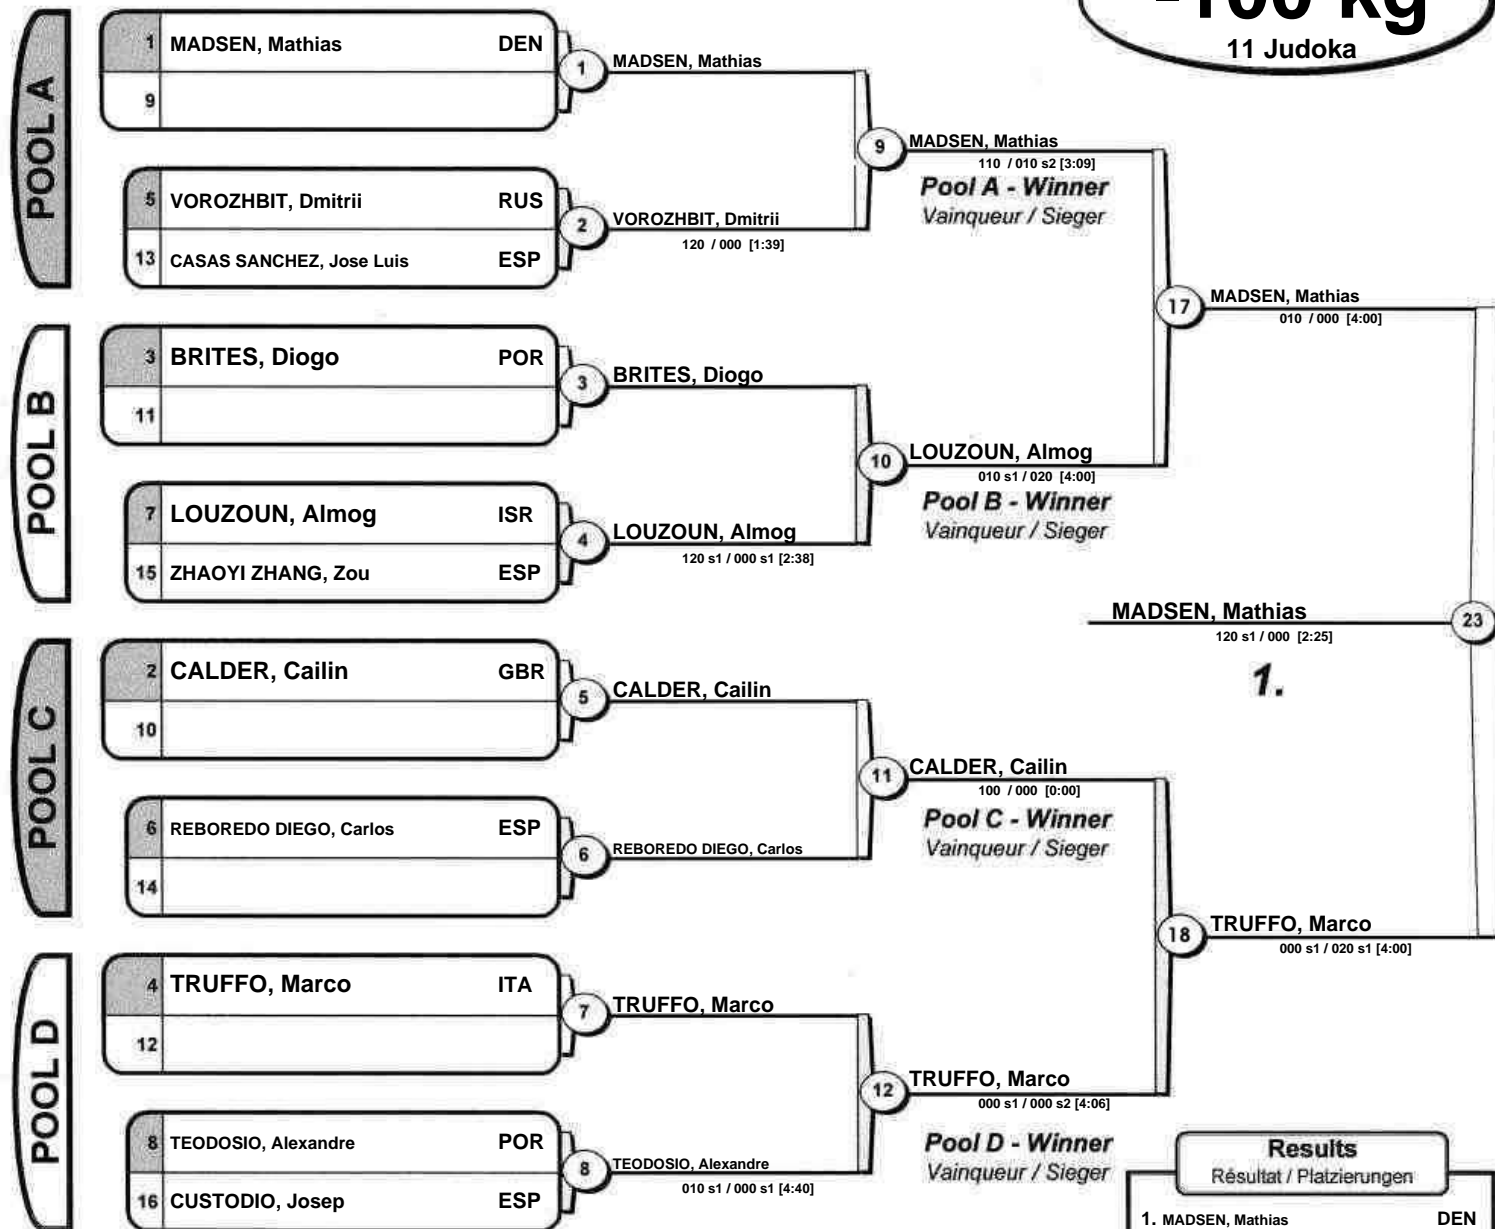 -100 kg
11 Judoka
POOL A
1 MADSEN, Mathias DEN
9
1 MADSEN, Mathias
5 VOROZHBIT, Dmitrii RUS
13 CASAS SANCHEZ, Jose Luis ESP
2 VOROZHBIT, Dmitrii
120 / 000 [1:39]
9 MADSEN, Mathias
110 / 010 s2 [3:09]
Pool A - Winner
Vainqueur / Sieger
POOL B
3 BRITES, Diogo POR
11
3 BRITES, Diogo
7 LOUZOUN, Almog ISR
15 ZHAOYI ZHANG, Zou ESP
4 LOUZOUN, Almog
120 s1 / 000 s1 [2:38]
10 LOUZOUN, Almog
010 s1 / 020 [4:00]
Pool B - Winner
Vainqueur / Sieger
17 MADSEN, Mathias
010 / 000 [4:00]
MADSEN, Mathias 23
120 s1 / 000 [2:25]
1.
POOL C
2 CALDER, Cailin GBR
10
5 CALDER, Cailin
6 REBOREDO DIEGO, Carlos ESP
14
6 REBOREDO DIEGO, Carlos
11 CALDER, Cailin
100 / 000 [0:00]
Pool C - Winner
Vainqueur / Sieger
18 TRUFFO, Marco
000 s1 / 020 s1 [4:00]
POOL D
4 TRUFFO, Marco ITA
12
7 TRUFFO, Marco
8 TEODOSIO, Alexandre POR
16 CUSTODIO, Josep ESP
8 TEODOSIO, Alexandre
010 s1 / 000 s1 [4:40]
12 TRUFFO, Marco
000 s1 / 000 s2 [4:06]
Pool D - Winner
Vainqueur / Sieger
Results
Résultat / Platzierungen
1. MADSEN, Mathias DEN